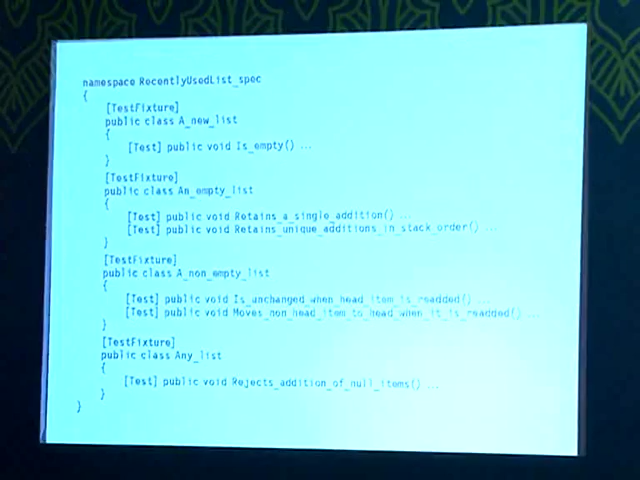 namespace RecentlyUsedList_spec
{
[TestFixture]
public class A_new_list
{
[Test] public void Is_empty() ...
}
[TestFixture]
public class An_empty_list
{
[Test] public void Retains_a_single_addition() ...
[Test] public void Retains_unique_additions_in_stack_order() ...
}
[TestFixture]
public class A_non_empty_list
{
[Test] public void Is_unchanged_when_head_item_is_readded() ...
[Test] public void Moves_non_head_item_to_head_when_it_is_readded() ...
}
[TestFixture]
public class Any_list
{
[Test] public void Rejects_addition_of_null_items() ...
}
}